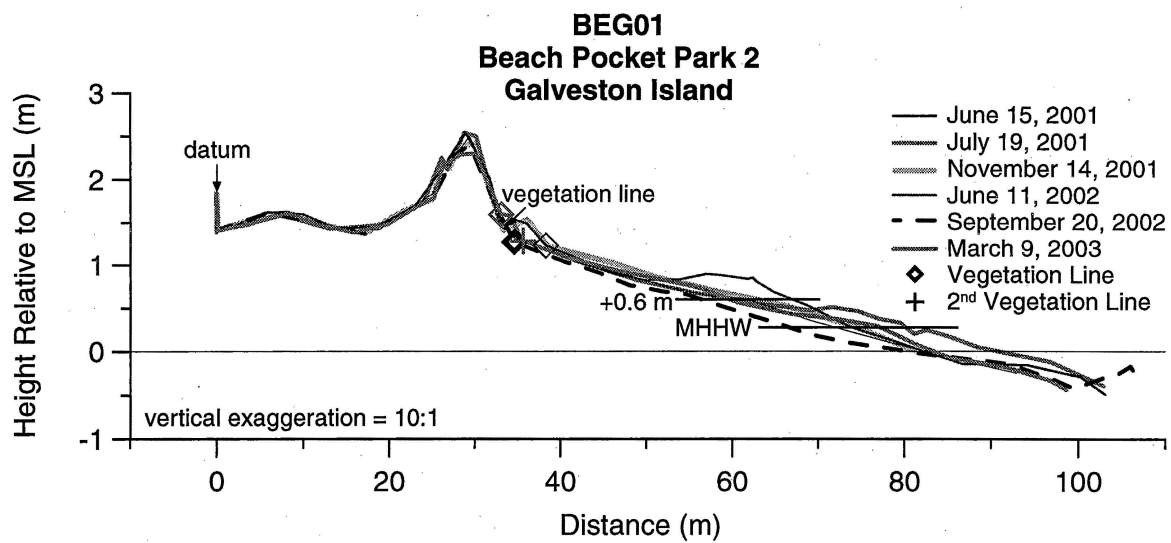 BEG01
Beach Pocket Park 2
Galveston Island
Height Relative to MSL (m)
3
2
1
0
-1
datum
vegetation line
+0.6 m
MHHW
vertical exaggeration = 10:1
June 15, 2001
July 19, 2001
November 14, 2001
June 11, 2002
September 20, 2002
March 9, 2003
Vegetation Line
2nd Vegetation Line
0 20 40 60 80 100
Distance (m)